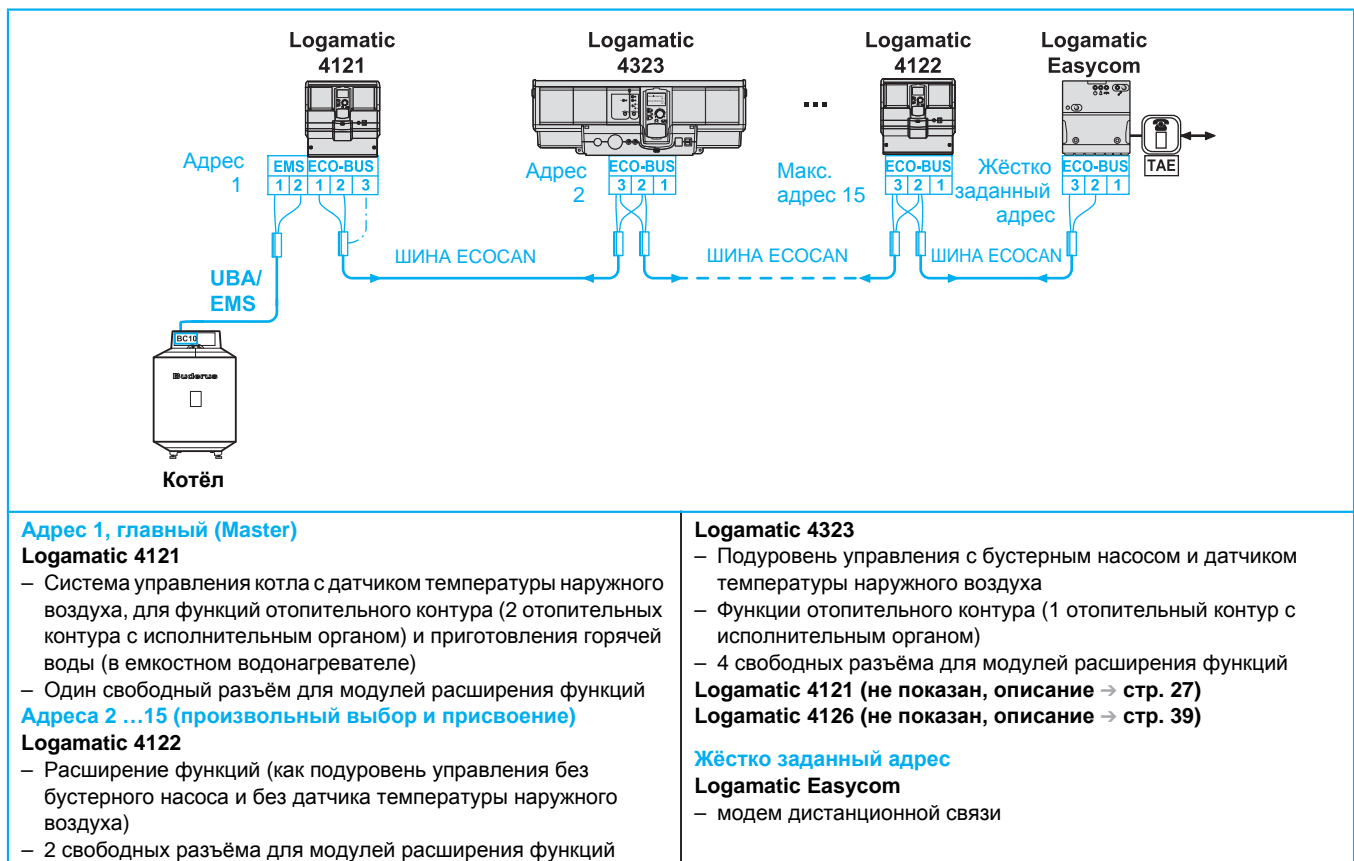 Logamatic
4121
Logamatic
4323
...
Logamatic
4122
Logamatic
Easycom
TAE
Адрес
1
EMS ECO-BUS
1 2 1 2 3
Адрес
2
ECO-BUS
3 2 1
Макс.
адрес 15
ECO-BUS
3 2 1
Жёстко
заданный
адрес
ECO-BUS
3 2 1
ШИНА ECOCAN
ШИНА ECOCAN
ШИНА ECOCAN
UBA/
EMS
BC10
Buderus
Котёл
Адрес 1, главный (Master)
Logamatic 4121
– Система управления котла с датчиком температуры наружного
воздуха, для функций отопительного контура (2 отопительных
контура с исполнительным органом) и приготовления горячей
воды (в емкостном водонагревателе)
– Один свободный разъём для модулей расширения функций
Адреса 2 …15 (произвольный выбор и присвоение)
Logamatic 4122
– Расширение функций (как подуровень управления без
бустерного насоса и без датчика температуры наружного
воздуха)
– 2 свободных разъёма для модулей расширения функций
Logamatic 4323
– Подуровень управления с бустерным насосом и датчиком
температуры наружного воздуха
– Функции отопительного контура (1 отопительный контур с
исполнительным органом)
– 4 свободных разъёма для модулей расширения функций
Logamatic 4121 (не показан, описание → стр. 27)
Logamatic 4126 (не показан, описание → стр. 39)
Жёстко заданный адрес
Logamatic Easycom
– модем дистанционной связи